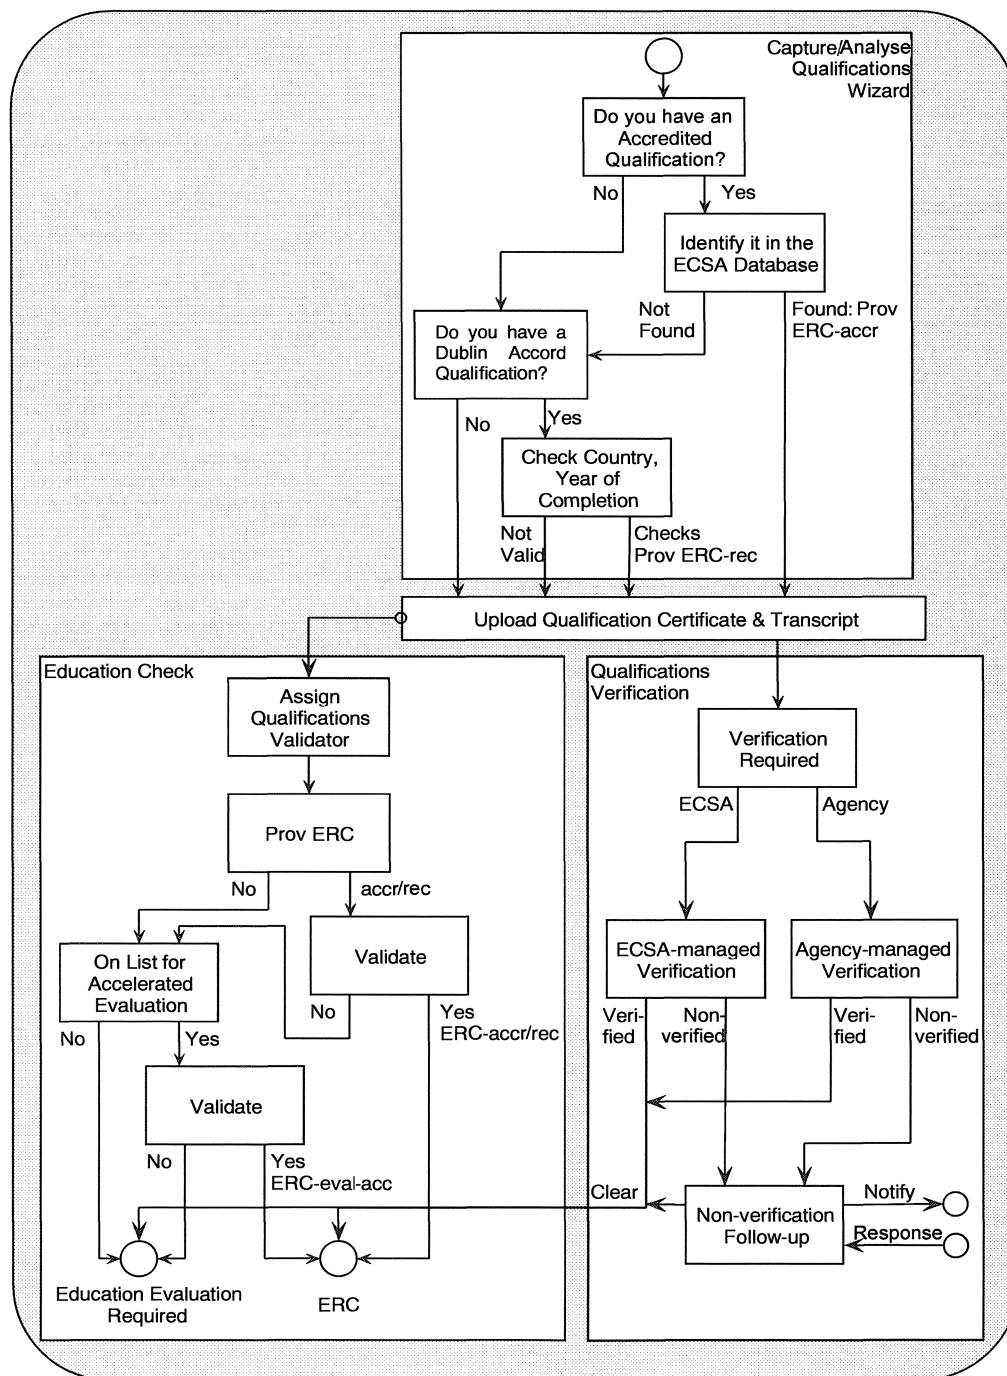 Capture/Analyse
Qualifications
Wizard
Do you have an
Accredited
Qualification?
No
Yes
Identify it in the
ECSA Database
Not
Found
Found: Prov
ERC-accr
Do you have a
Dublin Accord
Qualification?
No
Yes
Check Country,
Year of
Completion
Not
Valid
Checks
Prov ERC-rec
Upload Qualification Certificate & Transcript
Education Check
Assign
Qualifications
Validator
Prov ERC
No
accr/rec
On List for
Accelerated
Evaluation
Validate
No
Yes
ERC-accr/rec
No
Yes
Validate
No
Yes
ERC-eval-acc
Education Evaluation
Required
ERC
Qualifications
Verification
Verification
Required
ECSA
Agency
ECSA-managed
Verification
Agency-managed
Verification
Veri-
fied
Non-
verified
Veri-
fied
Non-
verified
Clear
Non-verification
Follow-up
Notify
Response